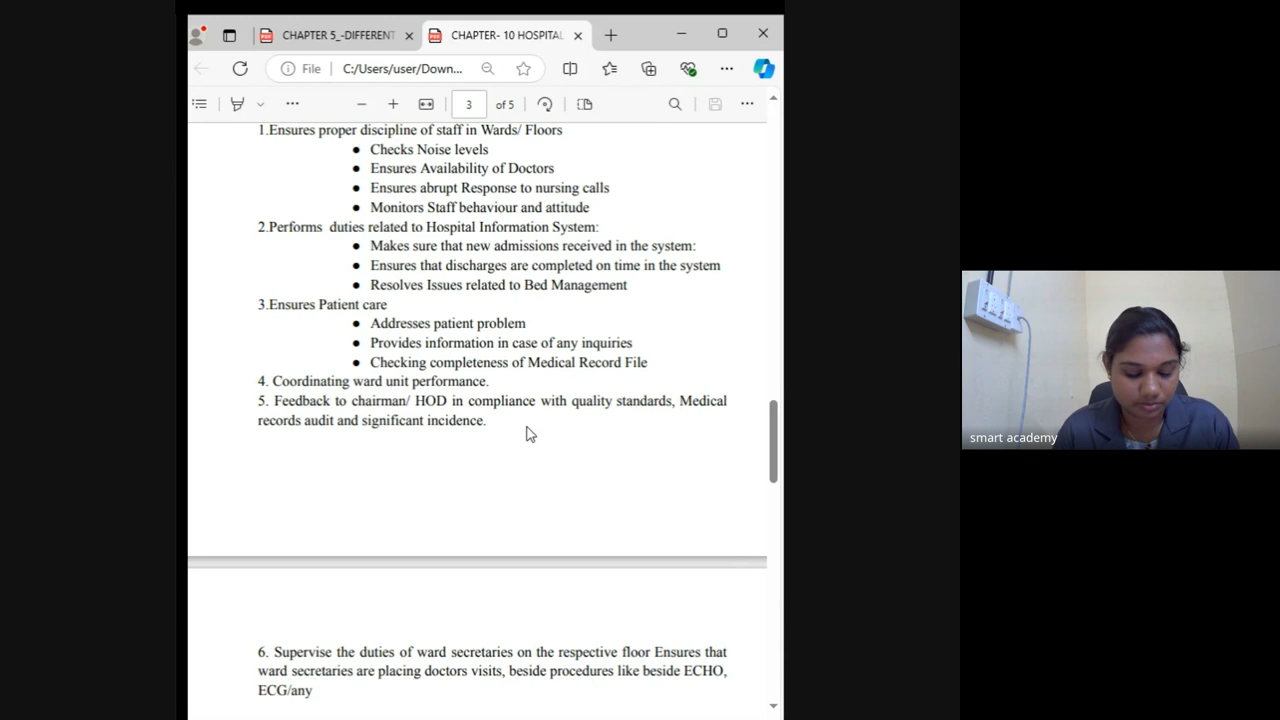 CHAPTER 5_-DIFFERENT
CHAPTER- 10 HOSPITAL
File
C:/Users/user/Down...
3 of 5
1.Ensures proper discipline of staff in Wards/ Floors
● Checks Noise levels
● Ensures Availability of Doctors
● Ensures abrupt Response to nursing calls
● Monitors Staff behaviour and attitude
2.Performs duties related to Hospital Information System:
● Makes sure that new admissions received in the system:
● Ensures that discharges are completed on time in the system
● Resolves Issues related to Bed Management
3.Ensures Patient care
● Addresses patient problem
● Provides information in case of any inquiries
● Checking completeness of Medical Record File
4. Coordinating ward unit performance.
5. Feedback to chairman/ HOD in compliance with quality standards, Medical
records audit and significant incidence.
6. Supervise the duties of ward secretaries on the respective floor Ensures that
ward secretaries are placing doctors visits, beside procedures like beside ECHO,
ECG/any
smart academy